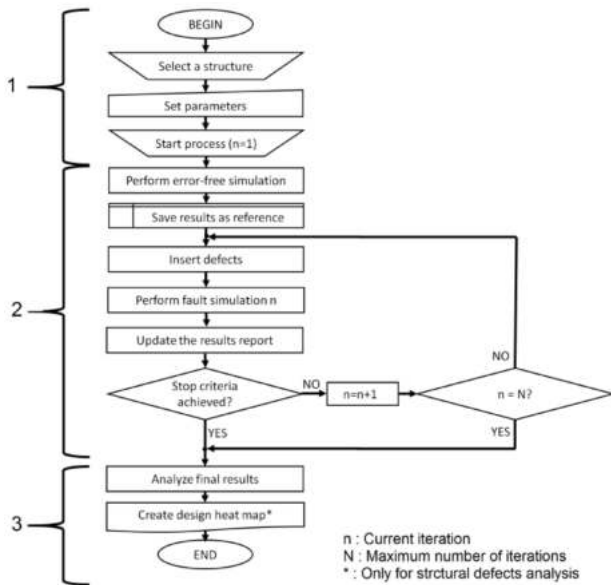 BEGIN
1
Select a structure
Set parameters
Start process (n=1)
Perform error-free simulation
Save results as reference
Insert defects
2
Perform fault simulation n
Update the results report
NO
Stop criteria
achieved?
NO
n=n+1
n = N?
YES
YES
Analyze final results
3
Create design heat map*
END
n : Current iteration
N : Maximum number of iterations
* : Only for strctural defects analysis